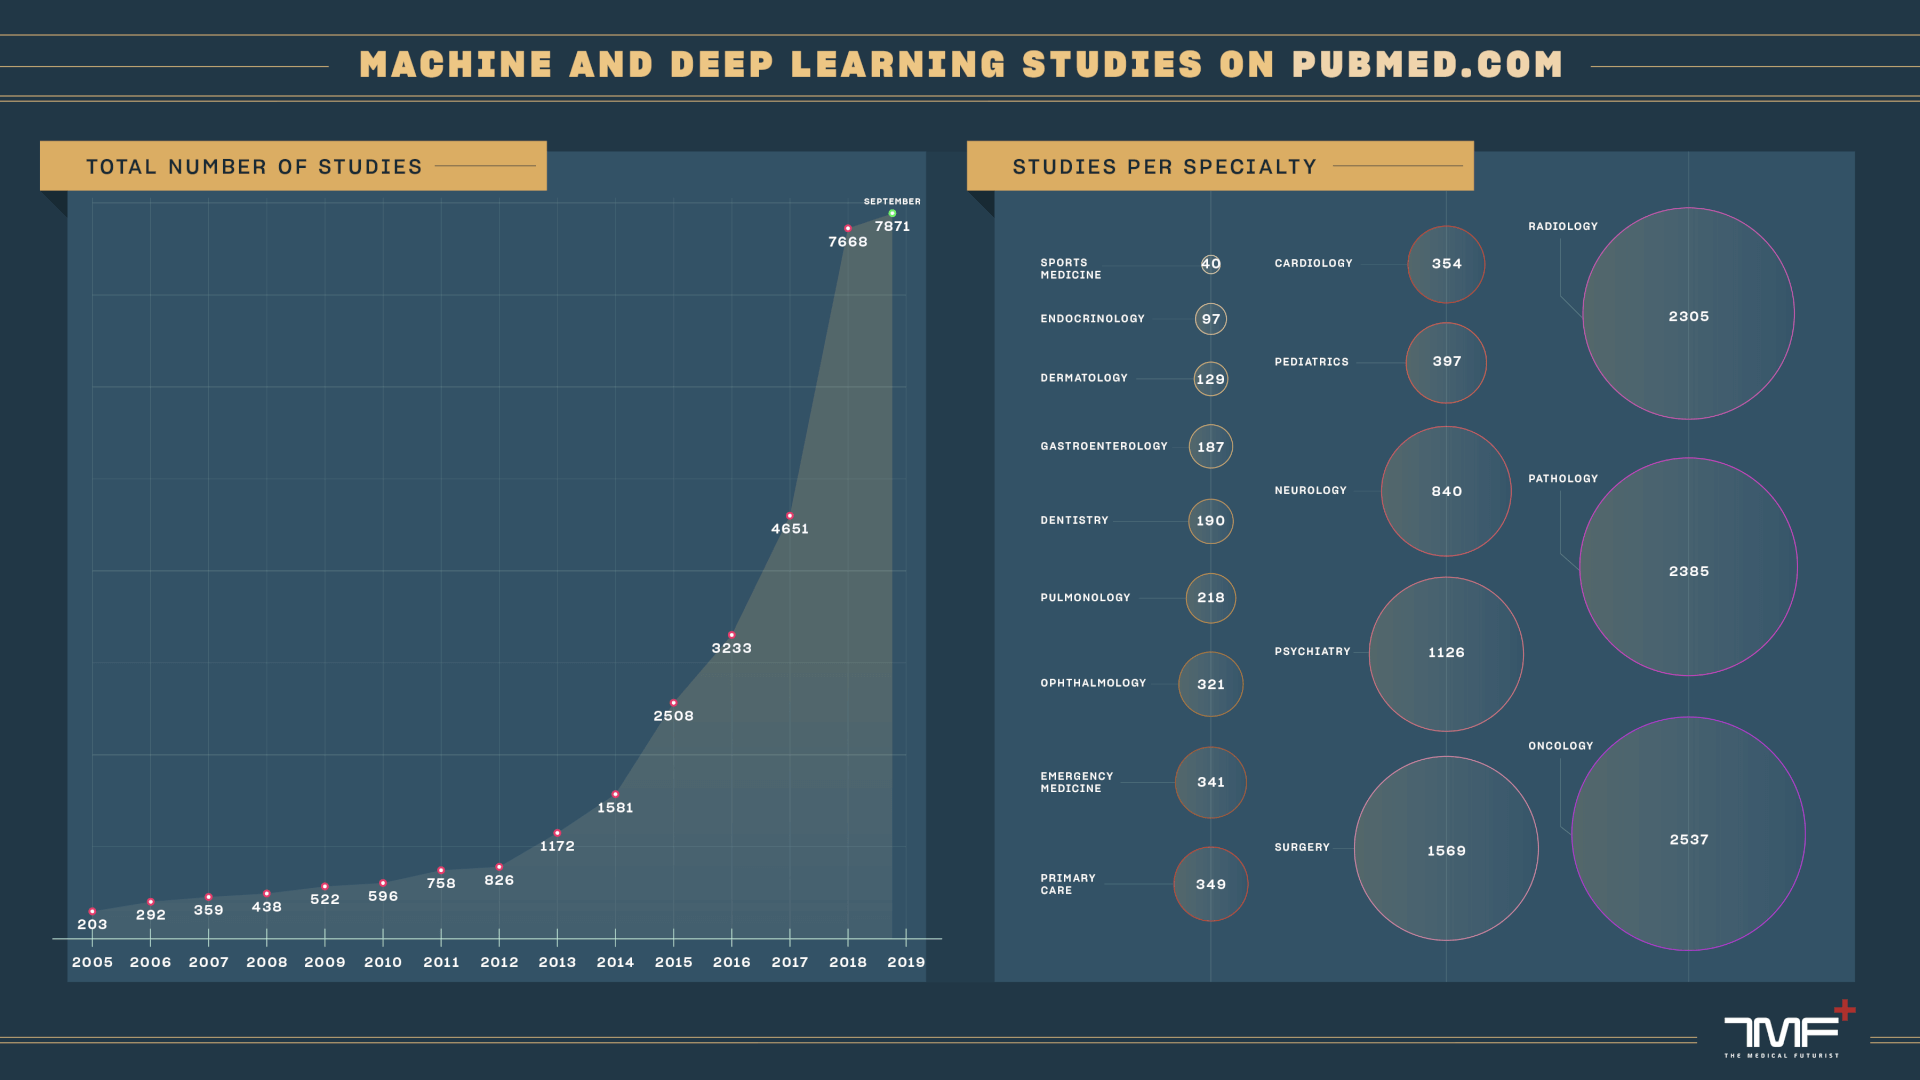 MACHINE AND DEEP LEARNING STUDIES ON PUBMED.COM
TOTAL NUMBER OF STUDIES
SEPTEMBER
7871
7668
4651
3233
2508
1581
1172
826
758
596
522
438
359
292
203
2005 2006 2007 2008 2009 2010 2011 2012 2013 2014 2015 2016 2017 2018 2019
STUDIES PER SPECIALTY
SPORTS
MEDICINE
40
ENDOCRINOLOGY 97
DERMATOLOGY 129
GASTROENTEROLOGY 187
DENTISTRY 190
PULMONOLOGY 218
OPHTHALMOLOGY 321
EMERGENCY
MEDICINE
341
PRIMARY
CARE
349
CARDIOLOGY 354
PEDIATRICS 397
NEUROLOGY 840
PSYCHIATRY 1126
SURGERY 1569
RADIOLOGY
2305
PATHOLOGY
2385
ONCOLOGY
2537
TMF
THE MEDICAL FUTURIST